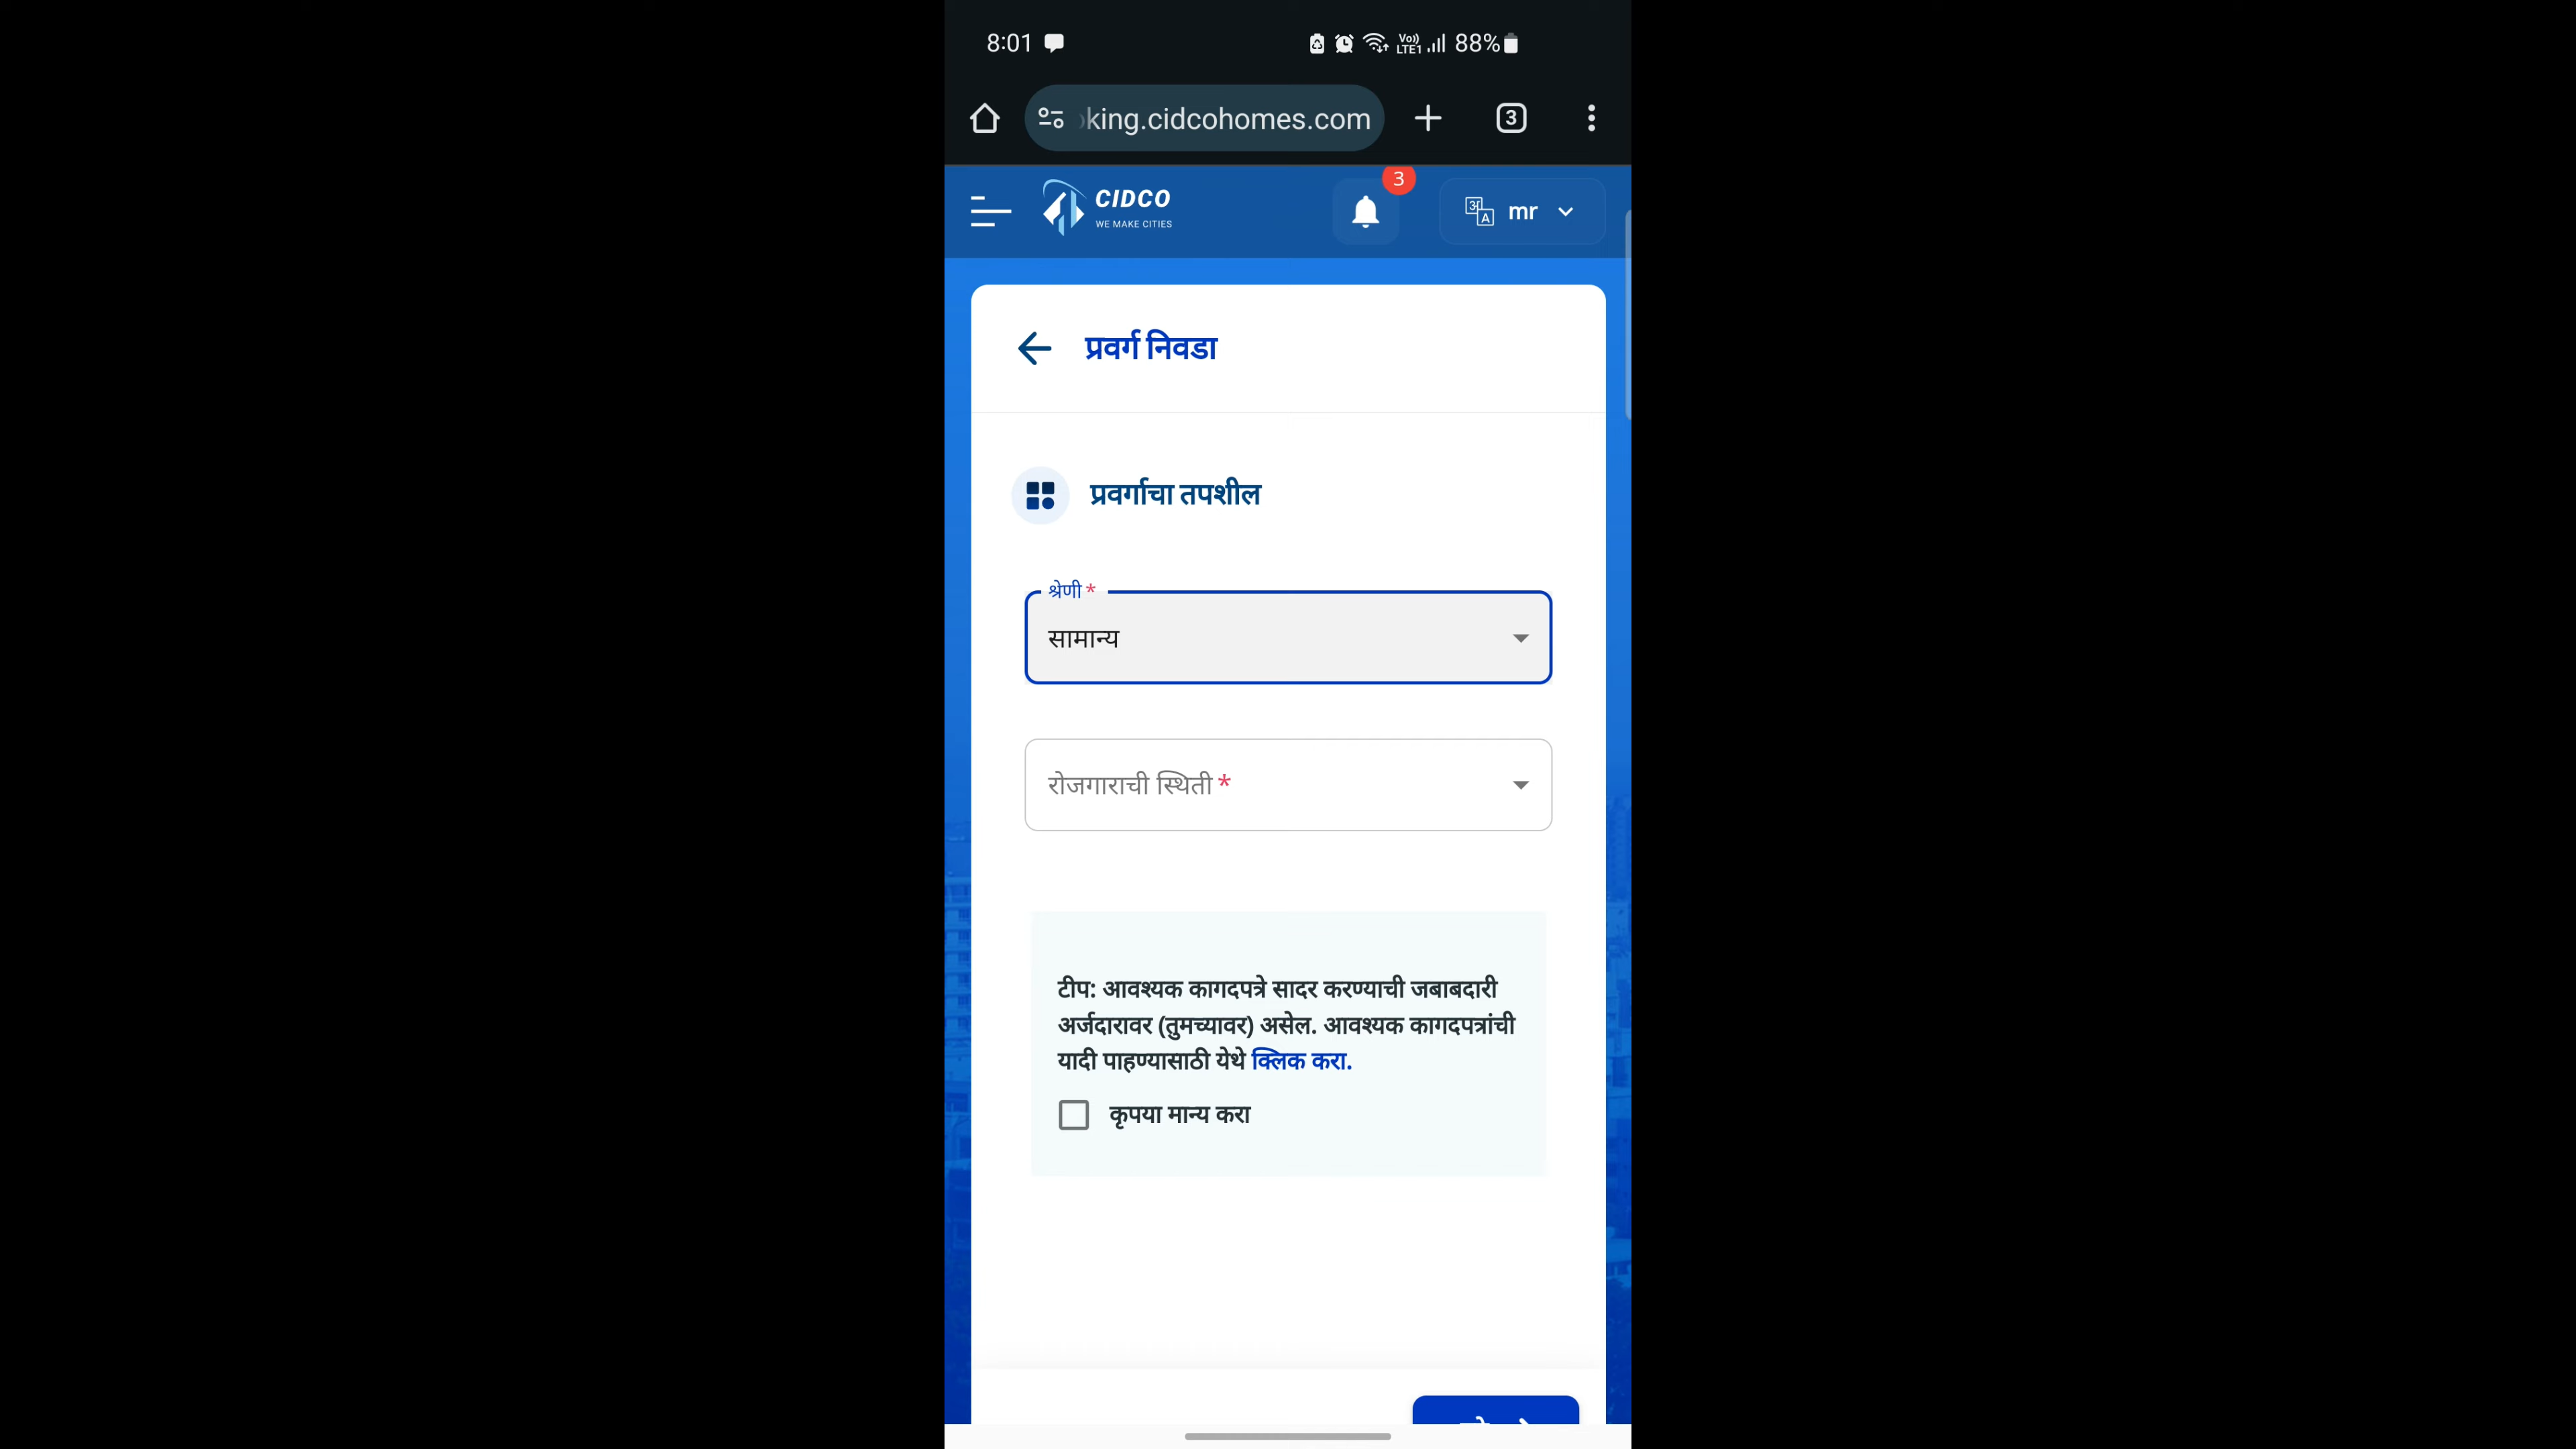 8:01
Vo)) LTE1 88%
king.cidcohomes.com
3
CIDCO
WE MAKE CITIES
3
अ A mr
प्रवर्ग निवडा
प्रवर्गाचा तपशील
श्रेणी *
सामान्य
रोजगाराची स्थिती *
टीप: आवश्यक कागदपत्रे सादर करण्याची जबाबदारी
अर्जदारावर (तुमच्यावर) असेल. आवश्यक कागदपत्रांची
यादी पाहण्यासाठी येथे क्लिक करा.
कृपया मान्य करा